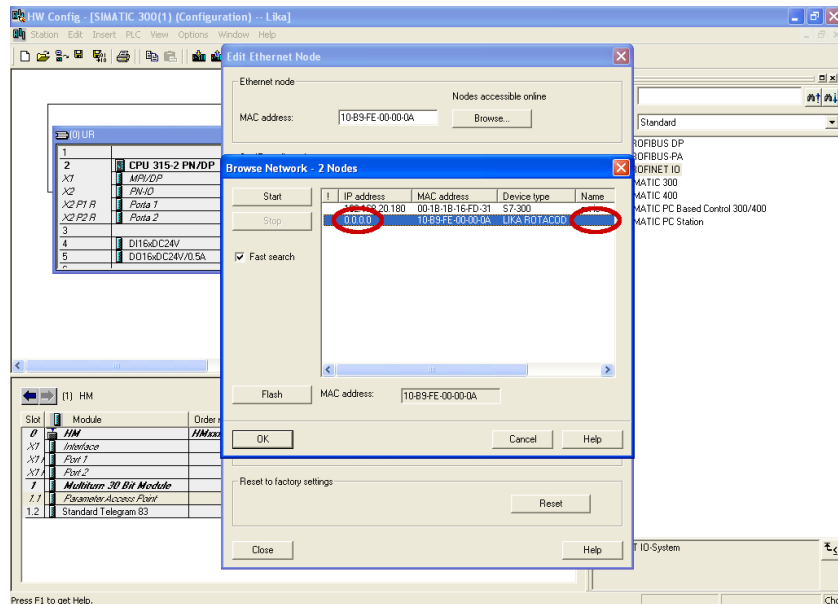 HW Config - [SIMATIC 300(1) (Configuration) -- Lika]
Station Edit Insert PLC View Options Window Help
Edit Ethernet Node
Ethernet node
Nodes accessible online
MAC address: 10-B9-FE-00-00-0A Browse...
(0) UR
1
2 CPU 315-2 PN/DP
X1 MPI/DP
X2 PN-IO
X2 P1 R Porta 1
X2 P2 R Porta 2
3
4 DI16xDC24V
5 DO16xDC24V/0.5A
Browse Network - 2 Nodes
Start
Stop
Fast search
! IP address MAC address Device type Name
192.168.20.180 00-1B-1B-16-FD-31 S7-300
0.0.0.0 10-B9-FE-00-00-0A LIKA ROTACOD
Flash MAC address: 10-B9-FE-00-00-0A
OK Cancel Help
Reset to factory settings
Reset
Close Help
Standard
ROFIBUS DP
ROFIBUS-PA
ROFINET IO
IMATIC 300
MATIC 400
MATIC PC Based Control 300/400
MATIC PC Station
(1) HM
Slot Module Order
0 HM HMxxx
X1 Interface
X1 Port 1
X1 Port 2
1 Multiturn 30 Bit Module
1.1 Parameter Access Point
1.2 Standard Telegram 83
T IO-System
Press F1 to get Help.
Chg